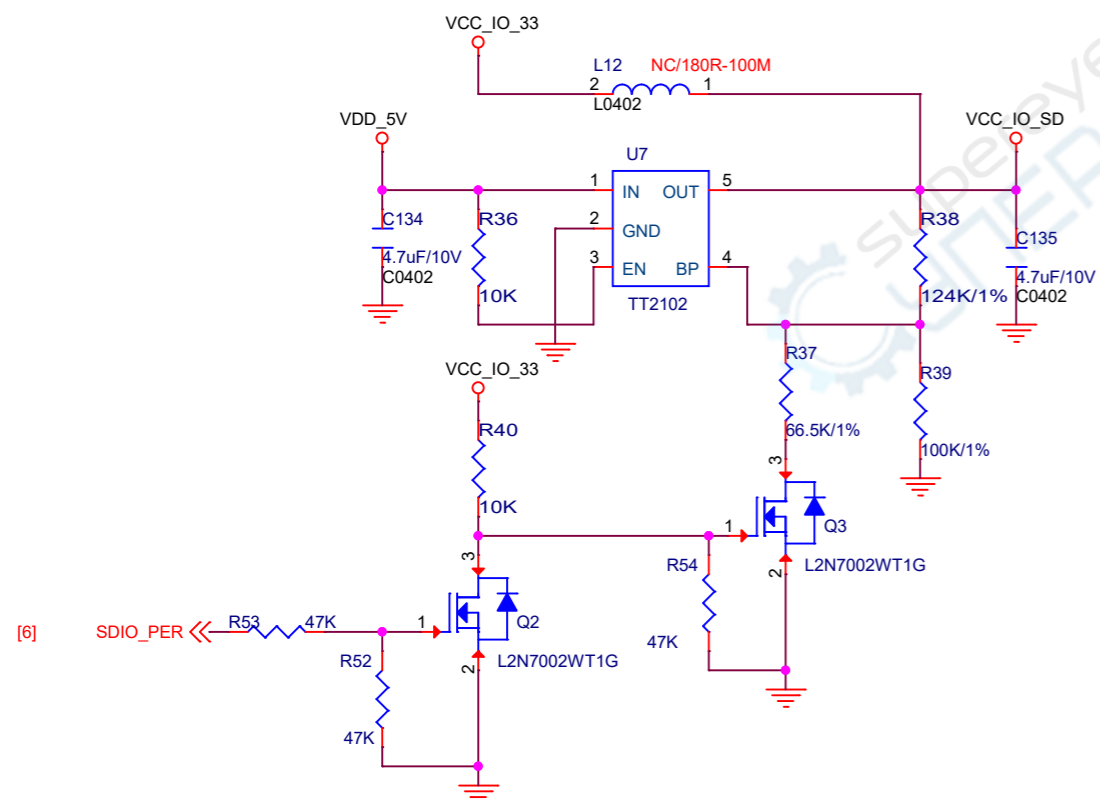 VCC_IO_33
L12 NC/180R-100M
2 1
L0402
VDD_5V
VCC_IO_SD
U7
1 IN OUT 5
2 GND
3 EN BP 4
TT2102
C134
4.7uF/10V
C0402
R36
10K
R38
124K/1%
C135
4.7uF/10V
C0402
VCC_IO_33
R37
66.5K/1%
R39
100K/1%
R40
10K
3
1
Q3
2
L2N7002WT1G
R54
47K
3
1
Q2
2
L2N7002WT1G
[6] SDIO_PER
R53 47K
R52
47K
supereye